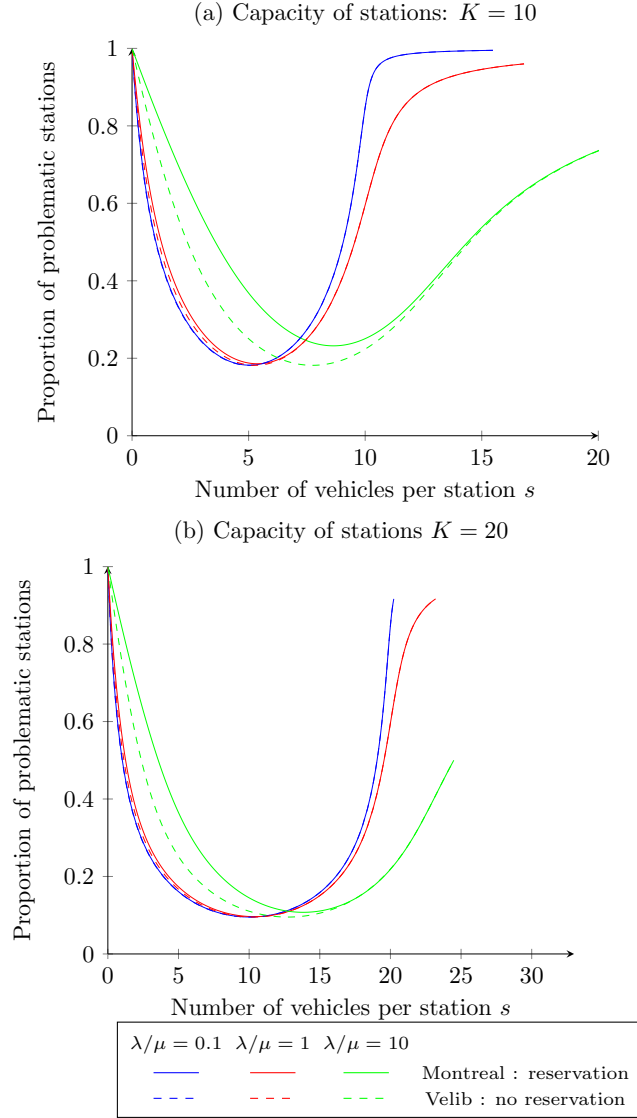 (a) Capacity of stations: K = 10
Proportion of problematic stations
1
0.8
0.6
0.4
0.2
0
0 5 10 15 20
Number of vehicles per station s
(b) Capacity of stations K = 20
Proportion of problematic stations
1
0.8
0.6
0.4
0.2
0
0 5 10 15 20 25 30
Number of vehicles per station s
λ/μ = 0.1 λ/μ = 1 λ/μ = 10
Montreal : reservation
Velib : no reservation